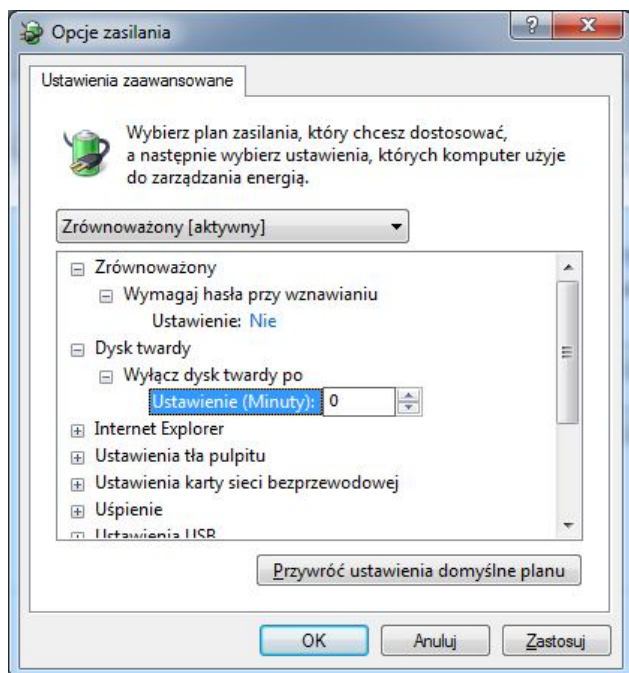 Opcje zasilania
Ustawienia zaawansowane
Wybierz plan zasilania, który chcesz dostosować,
a następnie wybierz ustawienia, których komputer użyje
do zarządzania energią.
Zrównoważony [aktywny]
Zrównoważony
Wymagaj hasła przy wznawianiu
Ustawienie: Nie
Dysk twardy
Wyłącz dysk twardy po
Ustawienie (Minuty): 0
Internet Explorer
Ustawienia tła pulpitu
Ustawienia karty sieci bezprzewodowej
Uśpienie
Ustawienia USB
Przywróć ustawienia domyślne planu
OK Anuluj Zastosuj